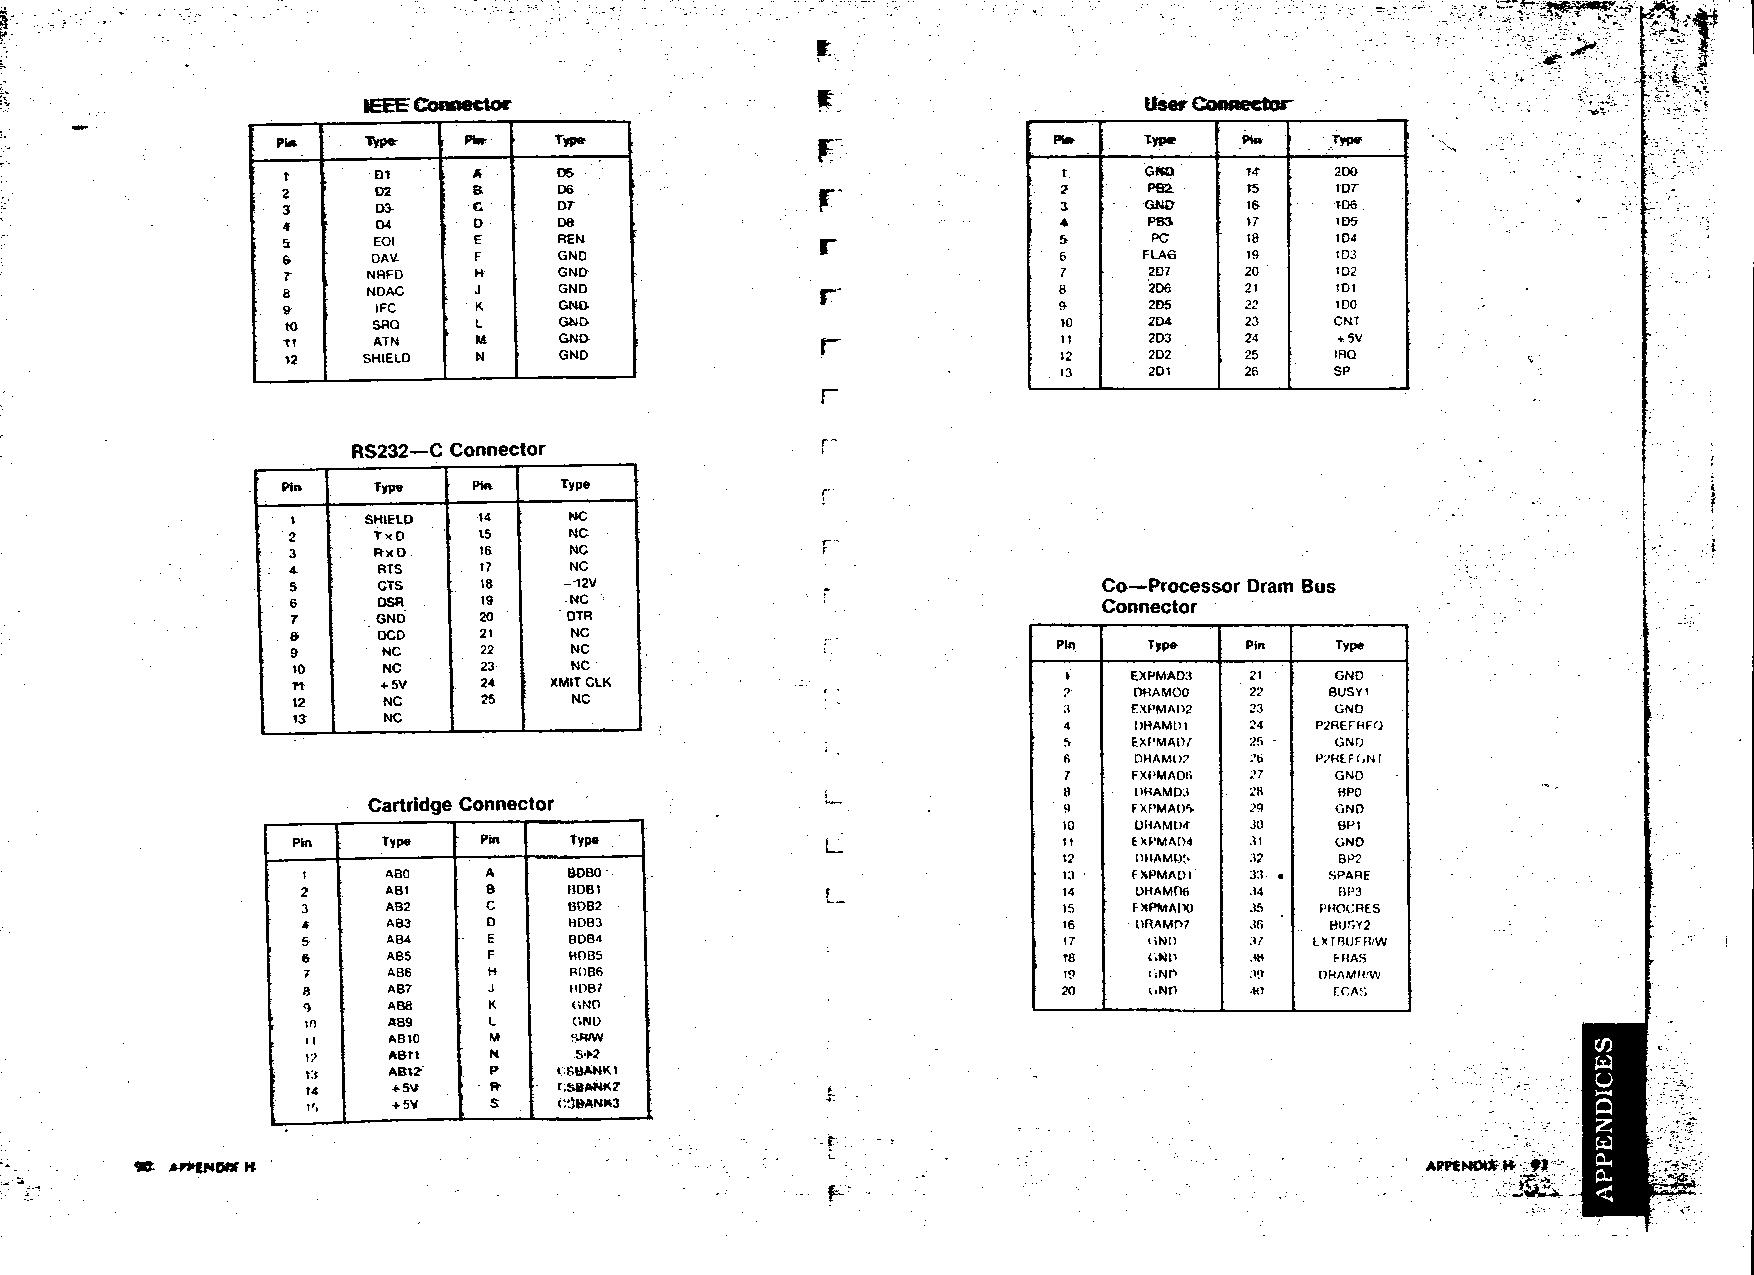 IEEE Connector
Pin Type Pin Type
1 D1 A D5
2 D2 B D6
3 D3 C D7
4 D4 D D8
5 EOI E REN
6 DAV F GND
7 NRFD H GND
8 NDAC J GND
9 IFC K GND
10 SRQ L GND
11 ATN M GND
12 SHIELD N GND
RS232—C Connector
Pin Type Pin Type
1 SHIELD 14 NC
2 TxD 15 NC
3 RxD 16 NC
4 RTS 17 NC
5 CTS 18 -12V
6 DSR 19 NC
7 GND 20 DTR
8 DCD 21 NC
9 NC 22 NC
10 NC 23 NC
11 +5V 24 XMIT CLK
12 NC 25 NC
13 NC
Cartridge Connector
Pin Type Pin Type
1 AB0 A BDB0
2 AB1 B BDB1
3 AB2 C BDB2
4 AB3 D BDB3
5 AB4 E BDB4
6 AB5 F BDB5
7 AB6 H BDB6
8 AB7 J BDB7
9 AB8 K GND
10 AB9 L GND
11 AB10 M SR/W
12 AB11 N
13 AB12 P CSBANK1
14 +5V R CSBANK2
15 +5V S CSBANK3
90 APPENDIX H
User Connector
Pin Type Pin Type
1 GND 14 2D0
2 PB2 15 1D7
3 GND 16 1D6
4 PB3 17 1D5
5 PC 18 1D4
6 FLAG 19 1D3
7 2D7 20 1D2
8 2D6 21 1D1
9 2D5 22 1D0
10 2D4 23 CNT
11 2D3 24 +5V
12 2D2 25 IRQ
13 2D1 26 SP
Co—Processor Dram Bus
Connector
Pin Type Pin Type
1 EXPMAD3 21 GND
2 DRAMD0 22 BUSY1
3 EXPMAD2 23 GND
4 DRAMD1 24 P2REFREQ
5 EXPMAD7 25 GND
6 DRAMD2 26 P2REFGNT
7 EXPMAD6 27 GND
8 DRAMD3 28 BP0
9 EXPMAD5 29 GND
10 DRAMD4 30 BP1
11 EXPMAD4 31 GND
12 DRAMD5 32 BP2
13 EXPMAD1 33 SPARE
14 DRAMD6 34 BP3
15 EXPMAD0 35 PROCRES
16 DRAMD7 36 BUSY2
17 GND 37 EXTBUFR/W
18 GND 38 ERAS
19 GND 39 DRAMR/W
20 GND 40 ECAS
APPENDIX H 91
APPENDICES